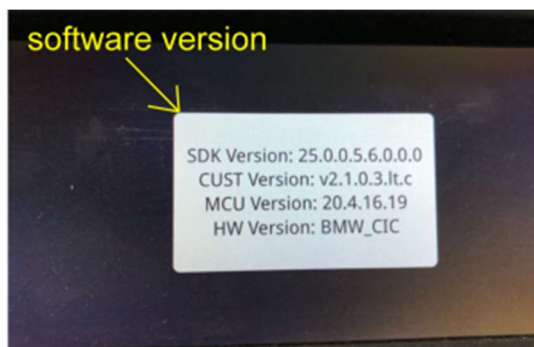 software version
SDK Version: 25.0.0.5.6.0.0.0
CUST Version: v2.1.0.3.lt.c
MCU Version: 20.4.16.19
HW Version: BMW_CIC